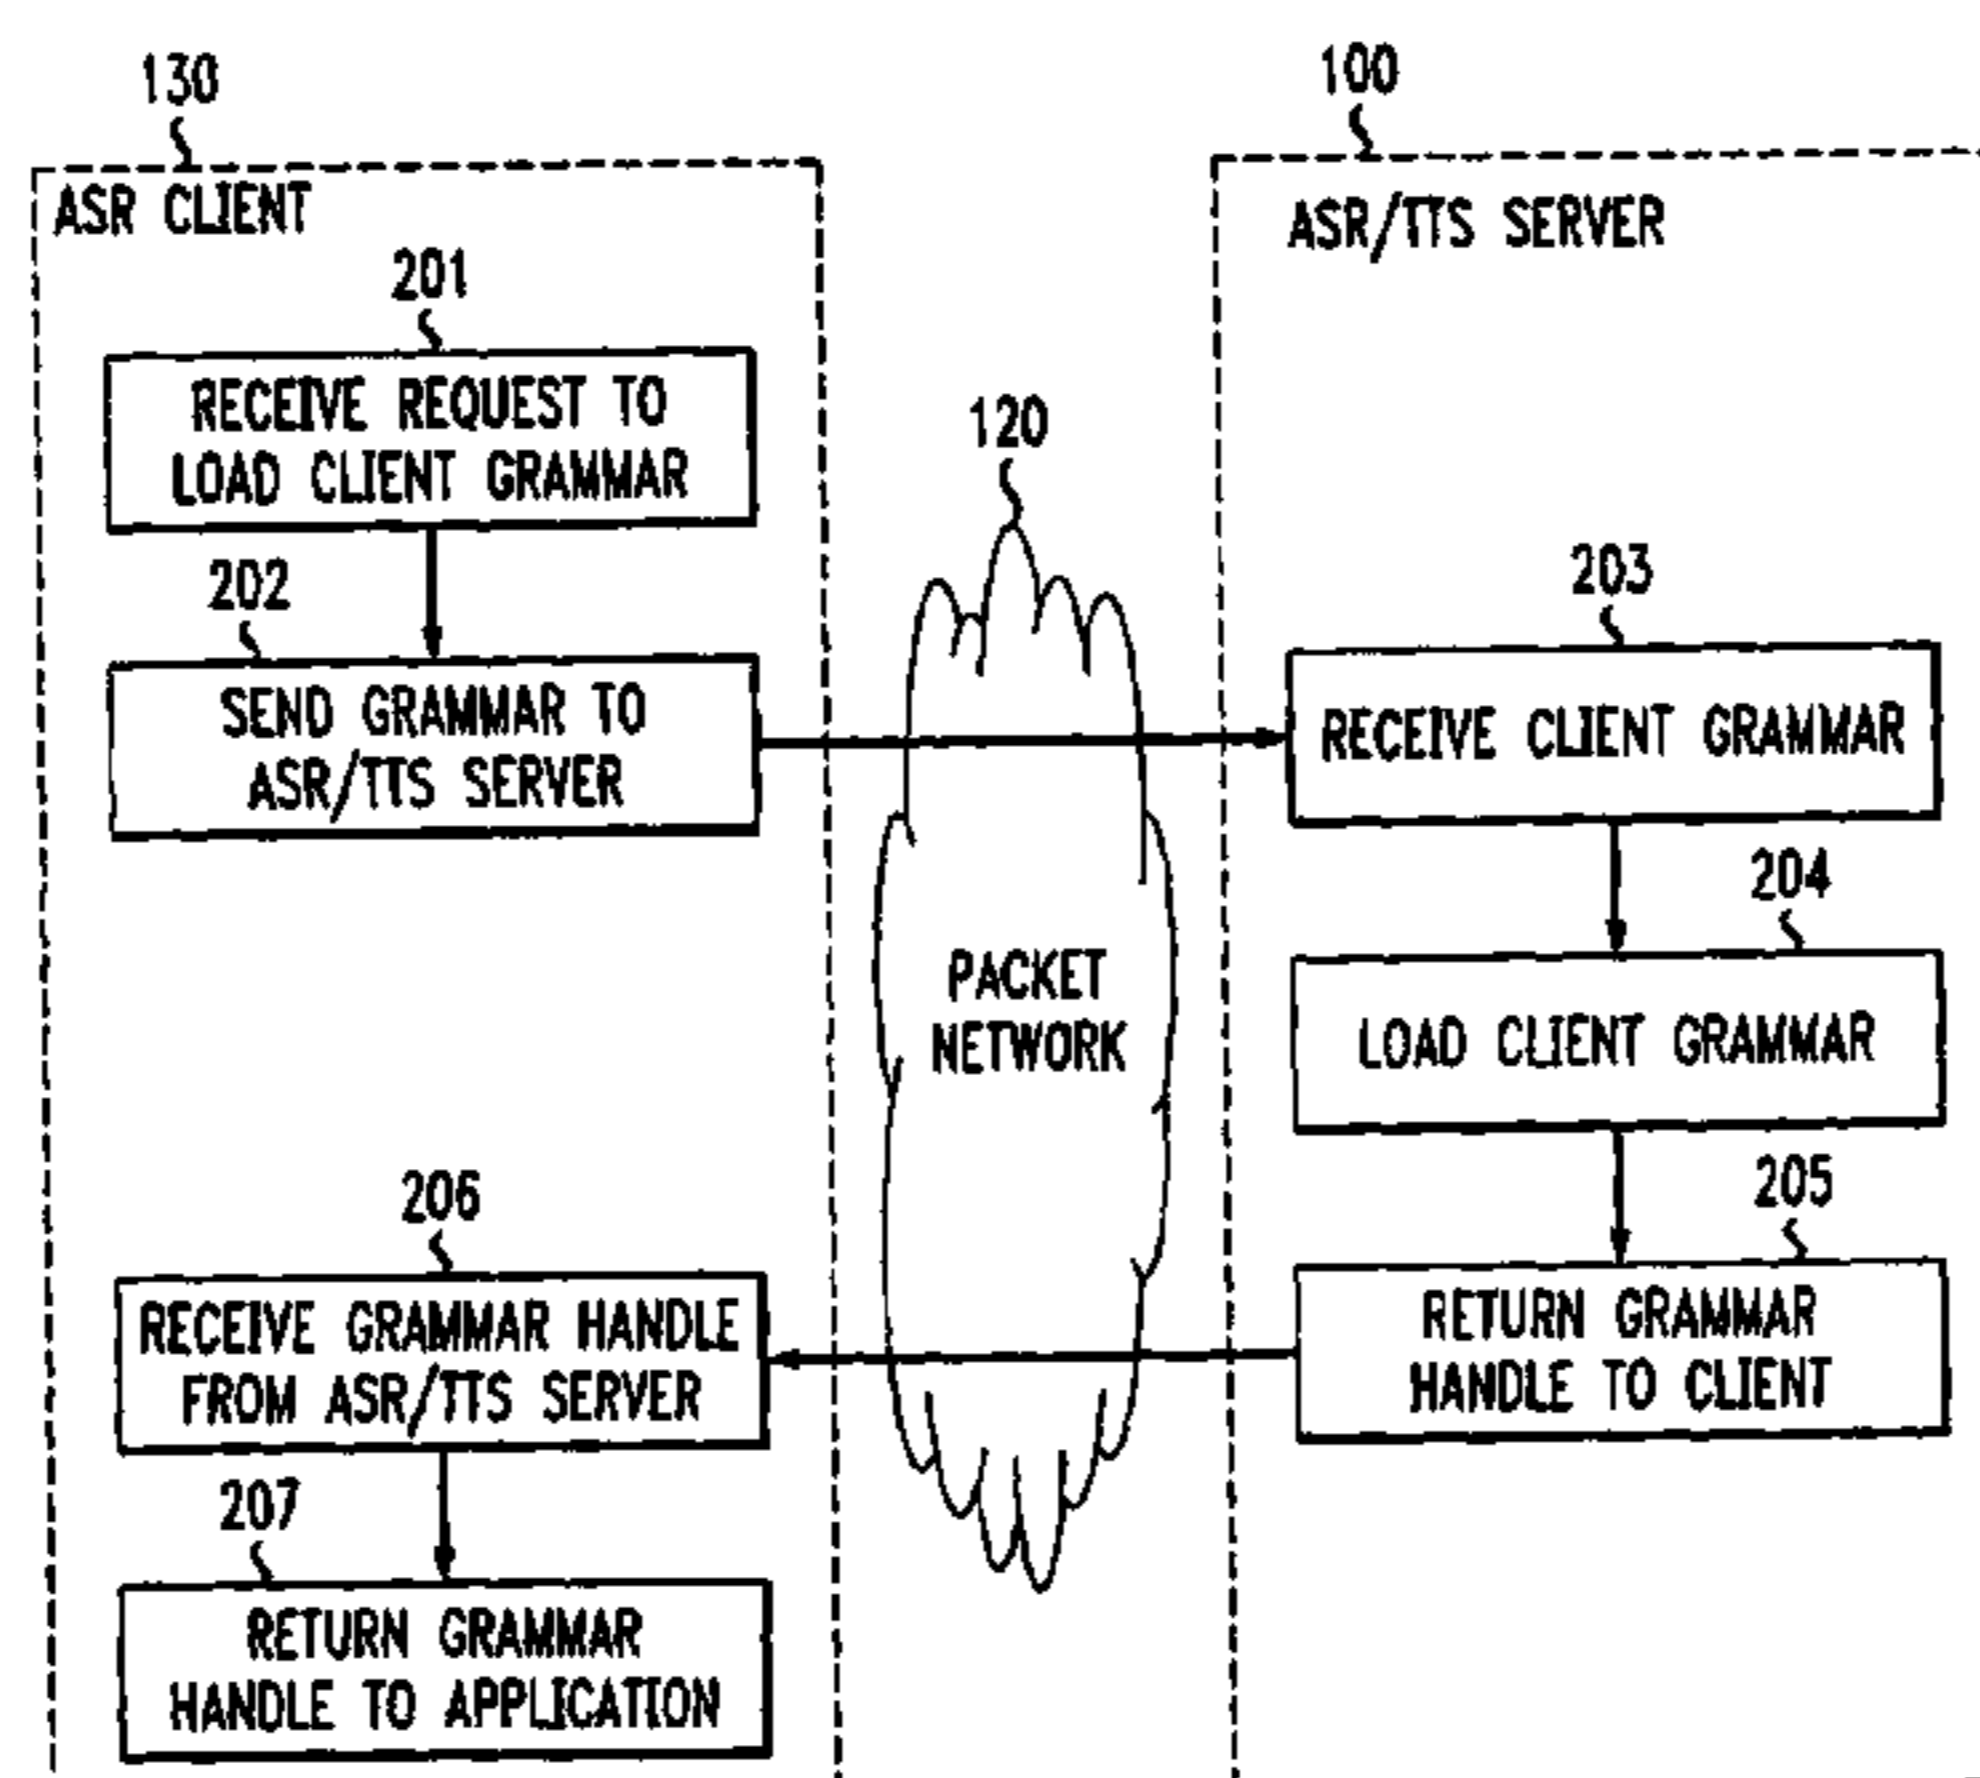 130
ASR CLIENT
201
RECEIVE REQUEST TO
LOAD CLIENT GRAMMAR
202
SEND GRAMMAR TO
ASR/TTS SERVER
120
PACKET
NETWORK
100
ASR/TTS SERVER
203
RECEIVE CLIENT GRAMMAR
204
LOAD CLIENT GRAMMAR
205
RETURN GRAMMAR
HANDLE TO CLIENT
206
RECEIVE GRAMMAR HANDLE
FROM ASR/TTS SERVER
207
RETURN GRAMMAR
HANDLE TO APPLICATION